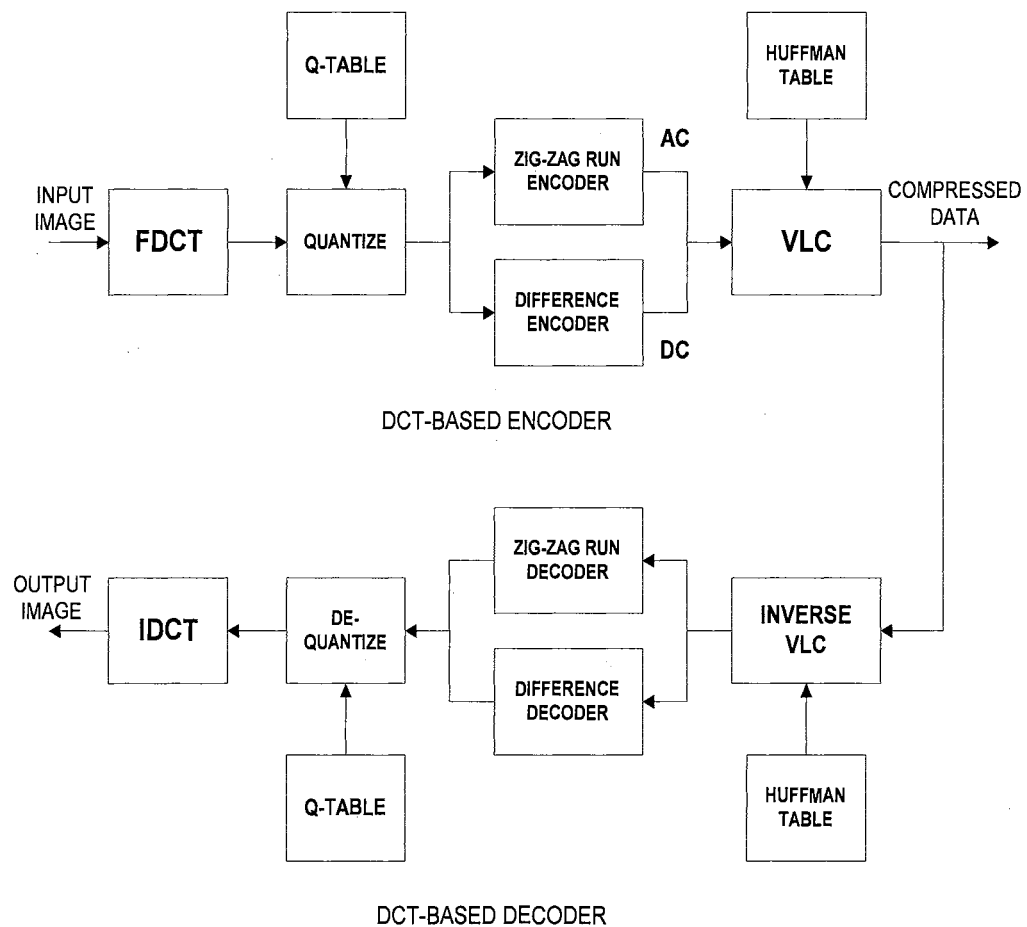 Q-TABLE
HUFFMAN
TABLE
ZIG-ZAG RUN
ENCODER
AC
INPUT
IMAGE
FDCT
QUANTIZE
VLC
COMPRESSED
DATA
DIFFERENCE
ENCODER
DC
DCT-BASED ENCODER
ZIG-ZAG RUN
DECODER
OUTPUT
IMAGE
IDCT
DE-
QUANTIZE
INVERSE
VLC
DIFFERENCE
DECODER
Q-TABLE
HUFFMAN
TABLE
DCT-BASED DECODER